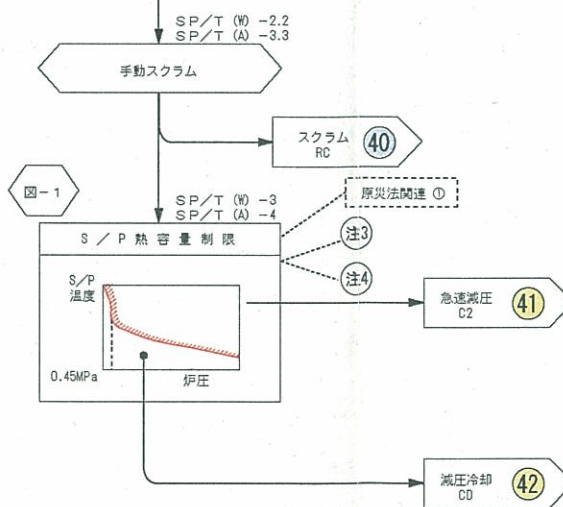 SP/T (W) -2.2
SP/T (A) -3.3
手動スクラム
スクラム
RC
40
図-1
SP/T (W) -3
SP/T (A) -4
原災法関連 ①
S/P熱容量制限
注3
注4
S/P
温度
0.45MPa
炉圧
急速減圧
C2
41
減圧冷却
CD
42